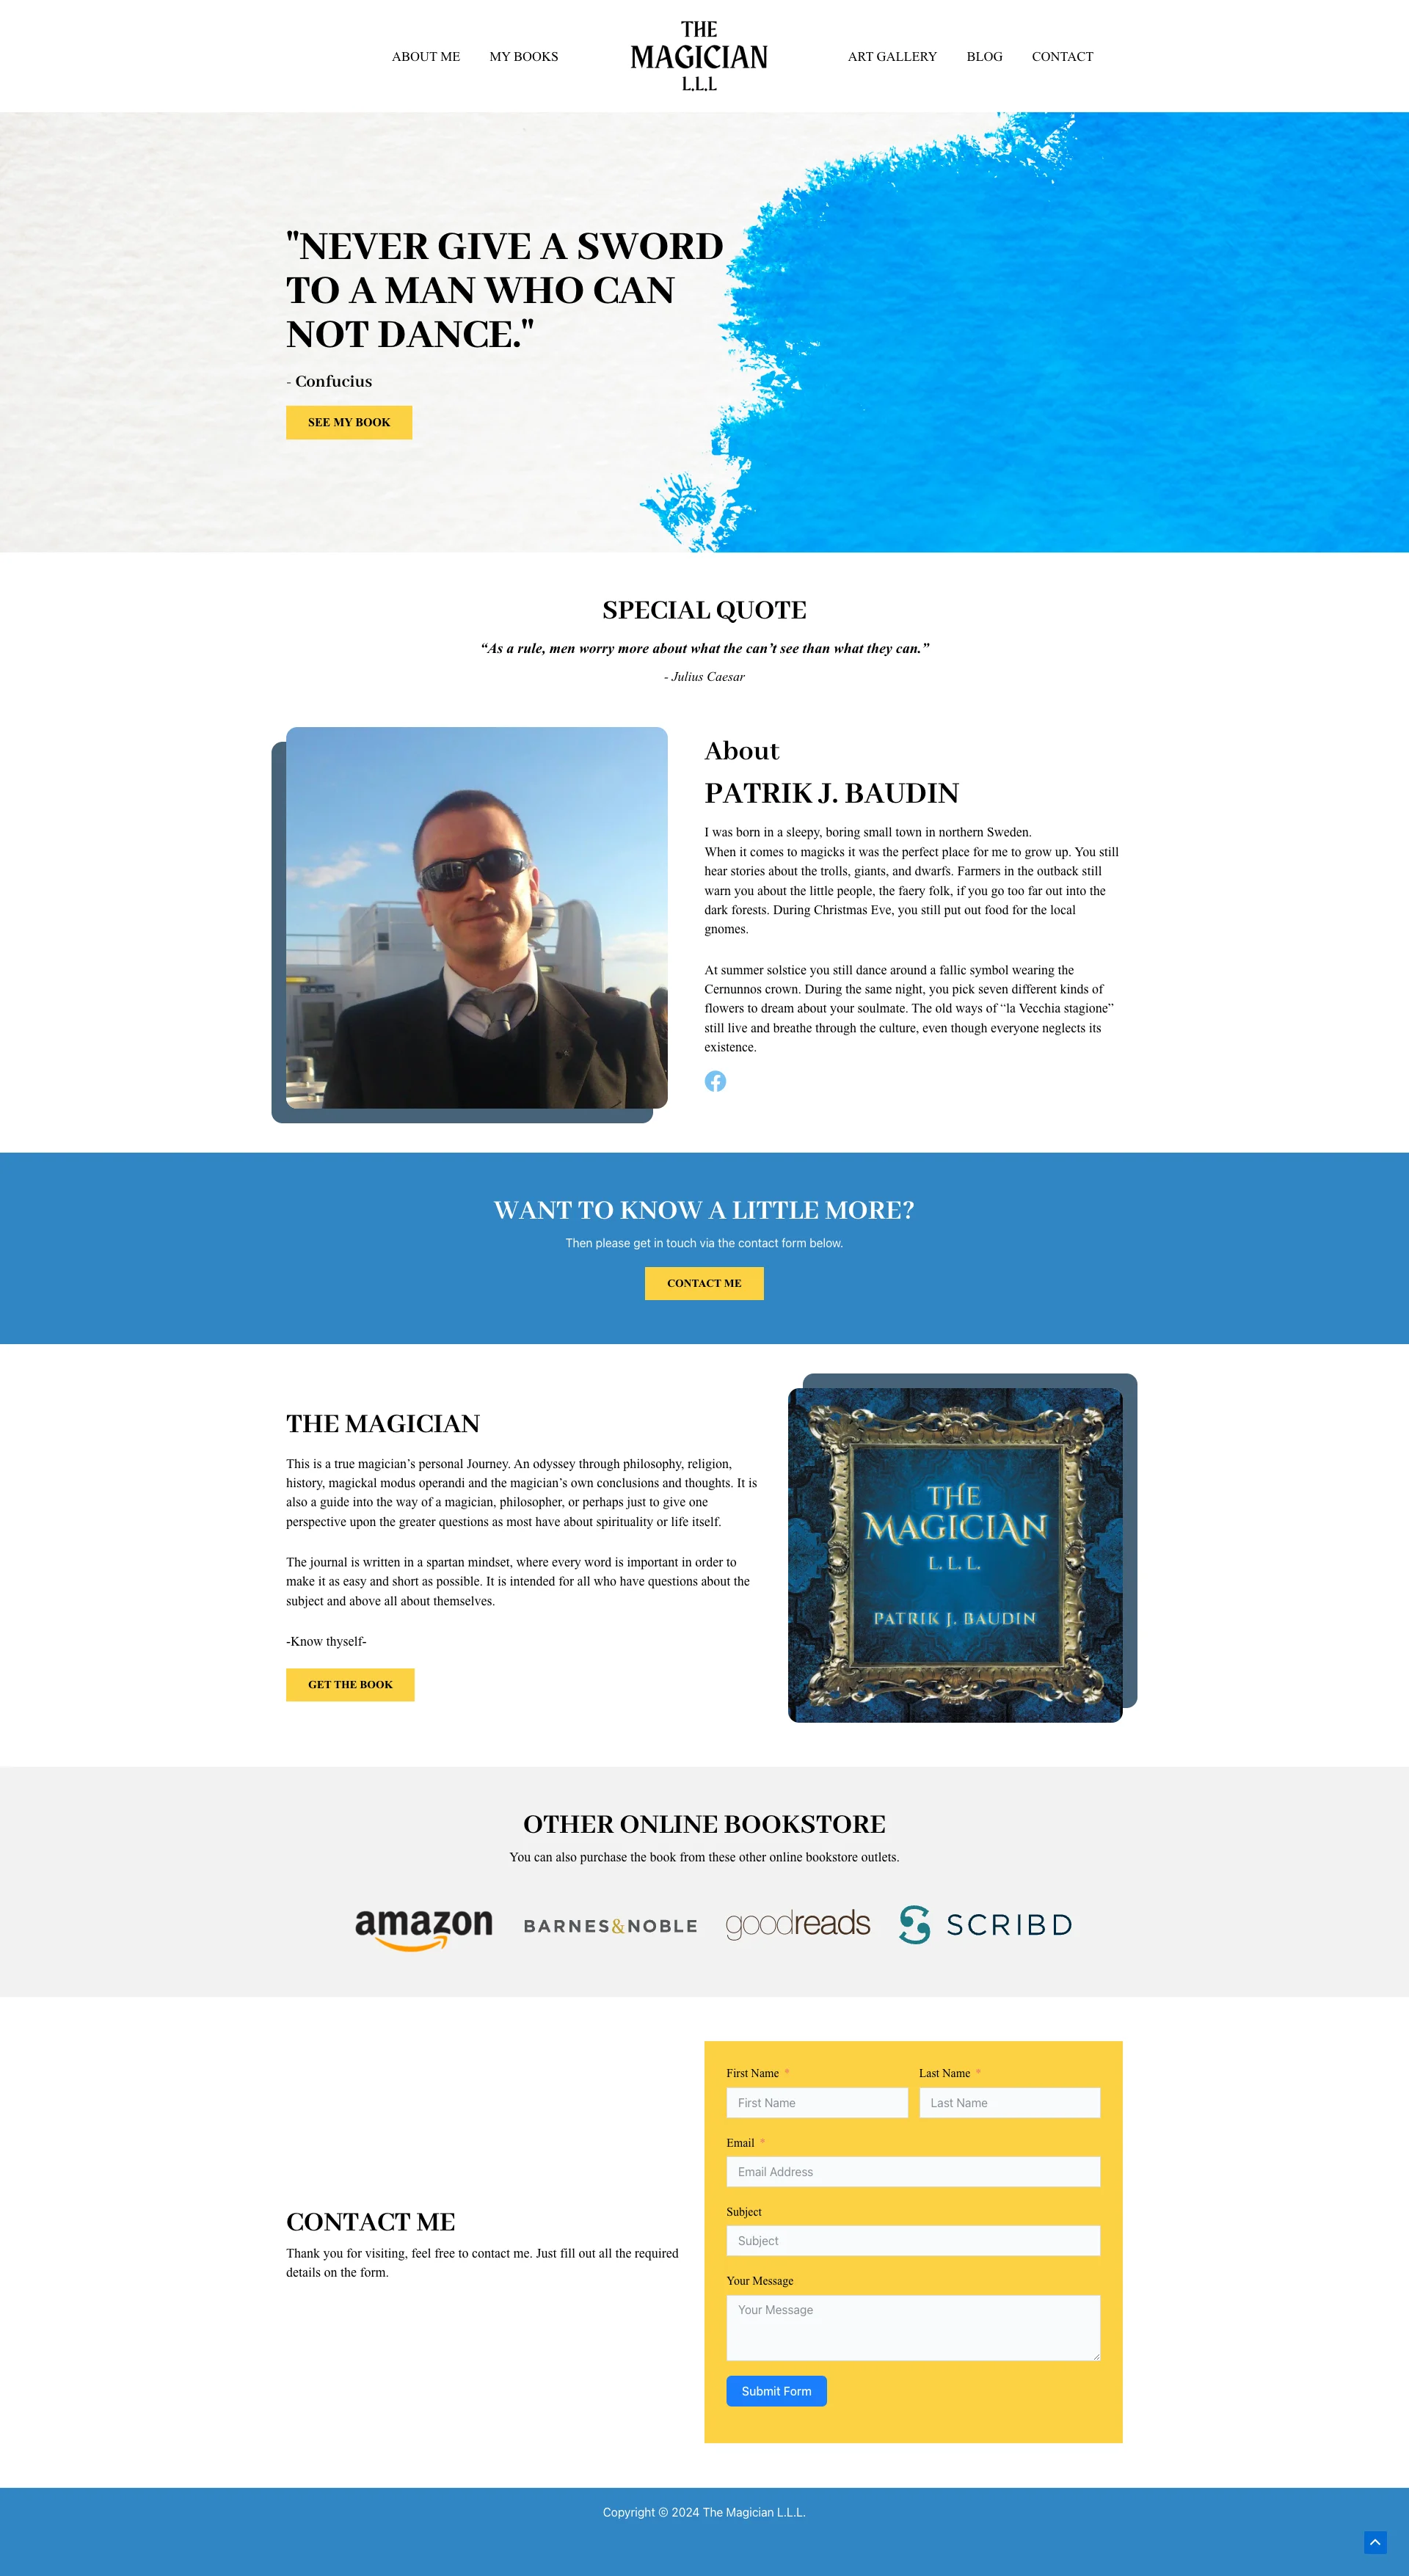 THE
MAGICIAN
L.L.L
ABOUT ME MY BOOKS
ART GALLERY BLOG CONTACT
"NEVER GIVE A SWORD
TO A MAN WHO CAN
NOT DANCE."
- Confucius
SEE MY BOOK
SPECIAL QUOTE
“As a rule, men worry more about what the can’t see than what they can.”
- Julius Caesar
About
PATRIK J. BAUDIN
I was born in a sleepy, boring small town in northern Sweden.
When it comes to magicks it was the perfect place for me to grow up. You still
hear stories about the trolls, giants, and dwarfs. Farmers in the outback still
warn you about the little people, the faery folk, if you go too far out into the
dark forests. During Christmas Eve, you still put out food for the local
gnomes.
At summer solstice you still dance around a fallic symbol wearing the
Cernunnos crown. During the same night, you pick seven different kinds of
flowers to dream about your soulmate. The old ways of “la Vecchia stagione”
still live and breathe through the culture, even though everyone neglects its
existence.
WANT TO KNOW A LITTLE MORE?
Then please get in touch via the contact form below.
CONTACT ME
THE MAGICIAN
This is a true magician’s personal Journey. An odyssey through philosophy, religion,
history, magickal modus operandi and the magician’s own conclusions and thoughts. It is
also a guide into the way of a magician, philosopher, or perhaps just to give one
perspective upon the greater questions as most have about spirituality or life itself.
The journal is written in a spartan mindset, where every word is important in order to
make it as easy and short as possible. It is intended for all who have questions about the
subject and above all about themselves.
-Know thyself-
GET THE BOOK
THE
MAGICIAN
L. L. L.
PATRIK J. BAUDIN
OTHER ONLINE BOOKSTORE
You can also purchase the book from these other online bookstore outlets.
amazon BARNES&NOBLE goodreads SCRIBD
CONTACT ME
Thank you for visiting, feel free to contact me. Just fill out all the required
details on the form.
First Name * Last Name *
First Name Last Name
Email *
Email Address
Subject
Subject
Your Message
Your Message
Submit Form
Copyright © 2024 The Magician L.L.L.